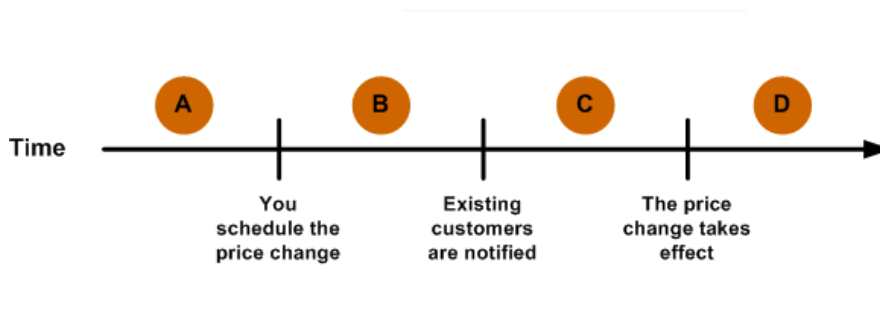 A
B
C
D
Time
You
schedule the
price change
Existing
customers
are notified
The price
change takes
effect